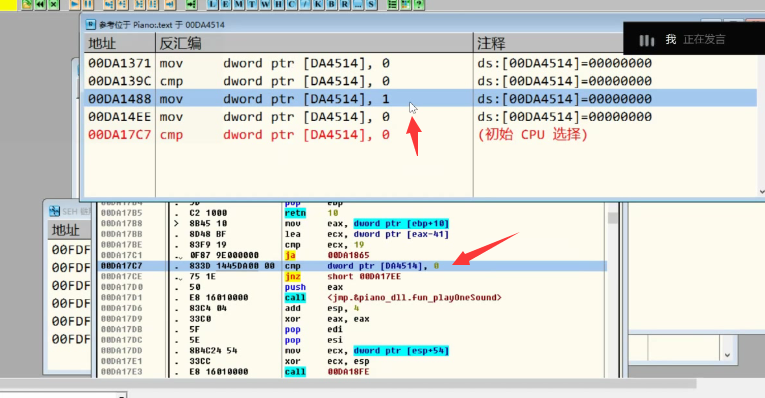 L E M T W H C / K B R ... S
参考位于 Piano:.text 于 00DA4514
我 正在发言
地址 反汇编 注释
00DA1371 mov dword ptr [DA4514], 0 ds:[00DA4514]=00000000
00DA139C cmp dword ptr [DA4514], 0 ds:[00DA4514]=00000000
00DA1488 mov dword ptr [DA4514], 1 ds:[00DA4514]=00000000
00DA14EE mov dword ptr [DA4514], 0 ds:[00DA4514]=00000000
00DA17C7 cmp dword ptr [DA4514], 0 (初始 CPU 选择)
00DA17B4 . 5D pop ebp
00DA17B5 . C2 1000 retn 10
00DA17B8 > 8B45 10 mov eax, dword ptr [ebp+10]
00DA17BB . 8D48 BF lea ecx, dword ptr [eax-41]
00DA17BE . 83F9 19 cmp ecx, 19
00DA17C1 . 0F87 9E000000 ja 00DA1865
00DA17C7 . 833D 1445DA00 00 cmp dword ptr [DA4514], 0
00DA17CE . 75 1E jnz short 00DA17EE
00DA17D0 . 50 push eax
00DA17D1 . E8 16010000 call <jmp.&piano_dll.fun_playOneSound>
00DA17D6 . 83C4 04 add esp, 4
00DA17D9 . 33C0 xor eax, eax
00DA17DB . 5F pop edi
00DA17DC . 5E pop esi
00DA17DD . 8B4C24 54 mov ecx, dword ptr [esp+54]
00DA17E1 . 33CC xor ecx, esp
00DA17E3 . E8 16010000 call 00DA18FE
SEH
地址
00FDF
00FDF
00FDF
00FDF
00FDF